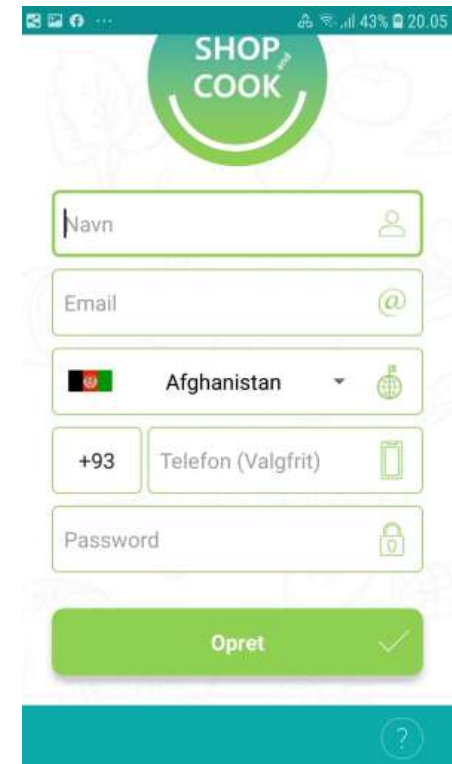 43% 20.05
SHOP and
COOK
Navn
Email
@
Afghanistan
+93 Telefon (Valgfrit)
Password
Opret
?